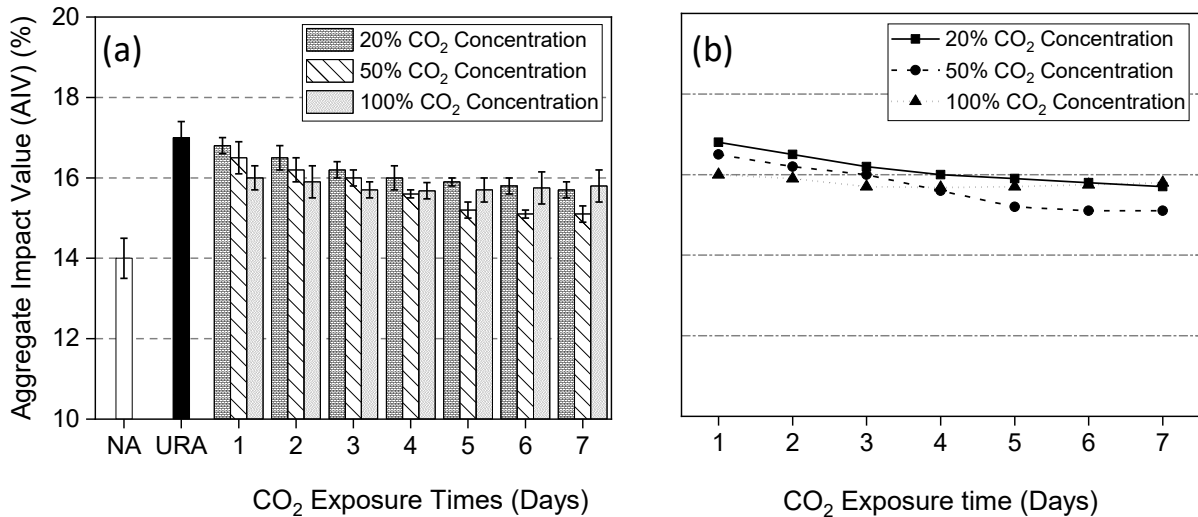 (a)
20% CO₂ Concentration
50% CO₂ Concentration
100% CO₂ Concentration
Aggregate Impact Value (AIV) (%)
20
18
16
14
12
10
NA URA 1 2 3 4 5 6 7
CO₂ Exposure Times (Days)
(b)
20% CO₂ Concentration
50% CO₂ Concentration
100% CO₂ Concentration
1 2 3 4 5 6 7
CO₂ Exposure time (Days)